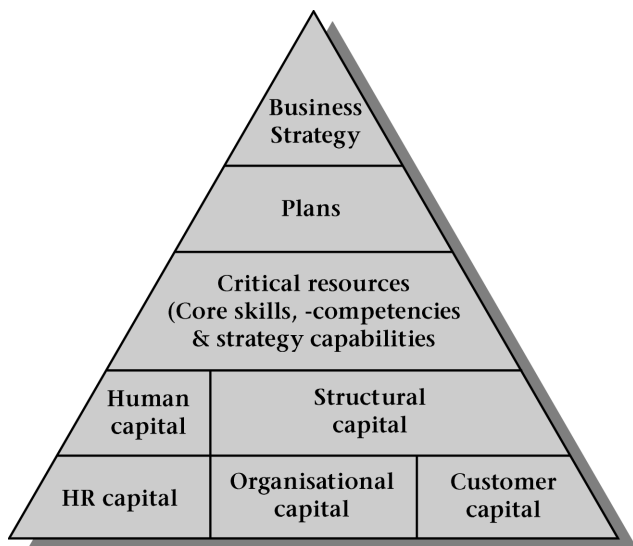 Business
Strategy
Plans
Critical resources
(Core skills, -competencies
& strategy capabilities
Human
capital
Structural
capital
HR capital
Organisational
capital
Customer
capital